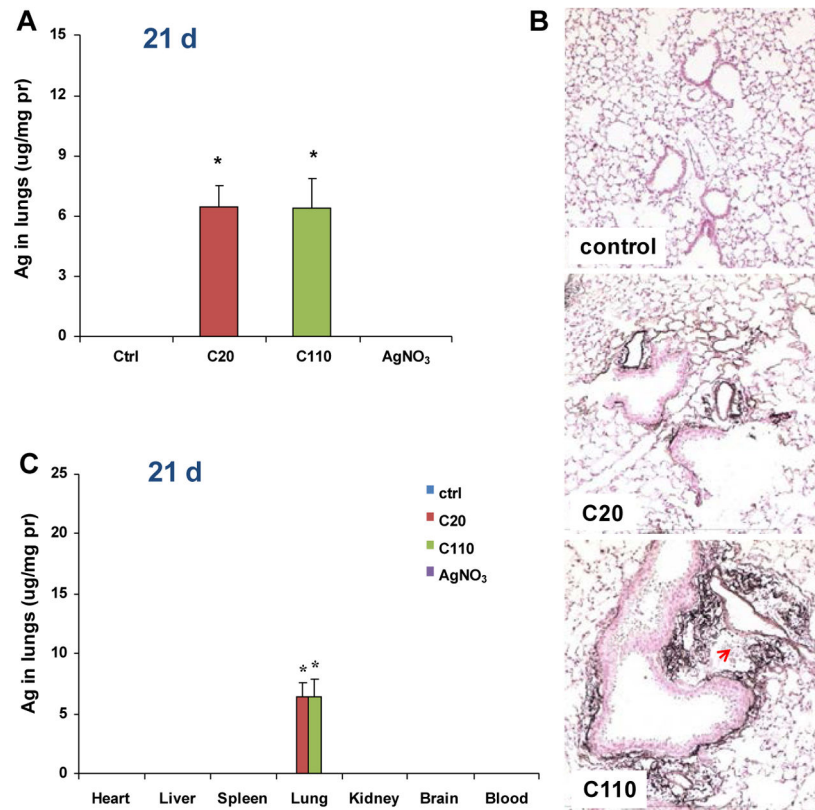 A
21 d
Ag in lungs (ug/mg pr)
15
12
9
6
3
0
*
*
Ctrl
C20
C110
AgNO₃
B
control
C20
C110
C
21 d
Ag in lungs (ug/mg pr)
25
20
15
10
5
0
ctrl
C20
C110
AgNO₃
* *
Heart
Liver
Spleen
Lung
Kidney
Brain
Blood